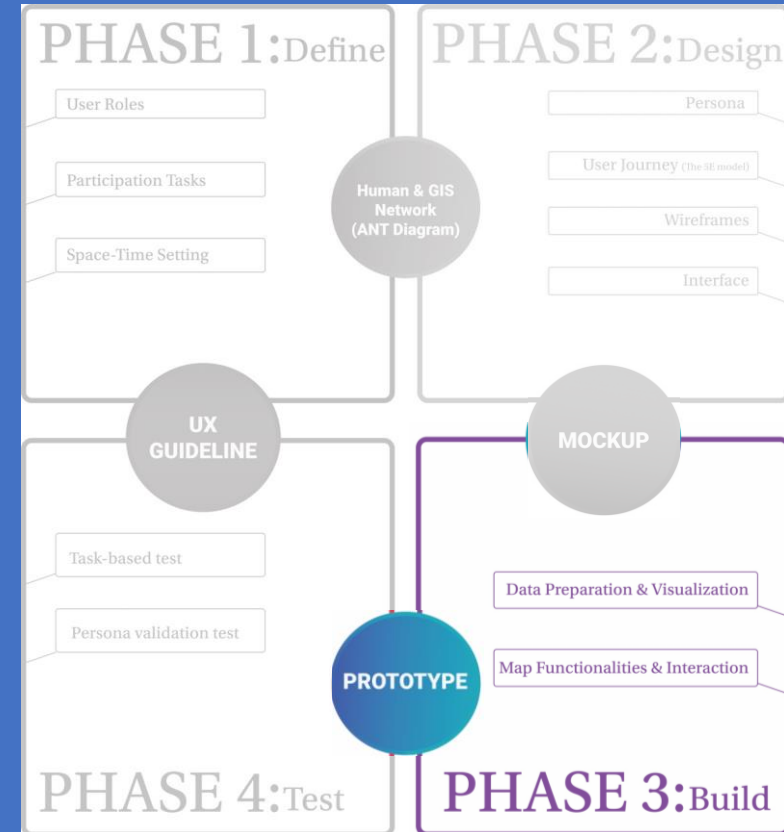 PHASE 1:Define
User Roles
Participation Tasks
Space-Time Setting
Human & GIS
Network
(ANT Diagram)
PHASE 2:Design
Persona
User Journey (The 5E model)
Wireframes
Interface
UX
GUIDELINE
MOCKUP
Task-based test
Persona validation test
PHASE 4:Test
PROTOTYPE
Data Preparation & Visualization
Map Functionalities & Interaction
PHASE 3:Build